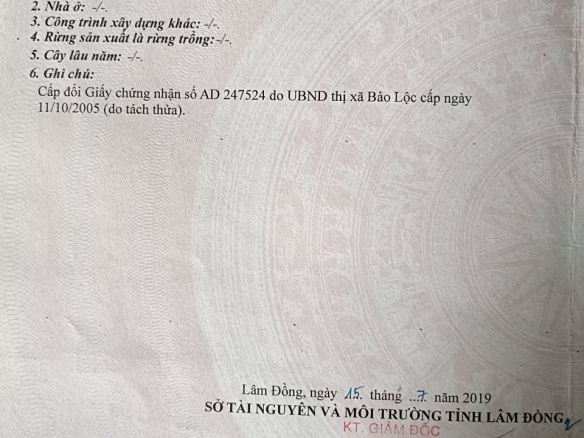 2. Nhà ở: -/-.
3. Công trình xây dựng khác: -/-.
4. Rừng sản xuất là rừng trồng: -/-.
5. Cây lâu năm: -/-.
6. Ghi chú:
Cấp đổi Giấy chứng nhận số AD 247524 do UBND thị xã Bảo Lộc cấp ngày
11/10/2005 (do tách thửa).
Lâm Đồng, ngày 15. tháng ..7. năm 2019
SỞ TÀI NGUYÊN VÀ MÔI TRƯỜNG TỈNH LÂM ĐỒNG
KT. GIÁM ĐỐC